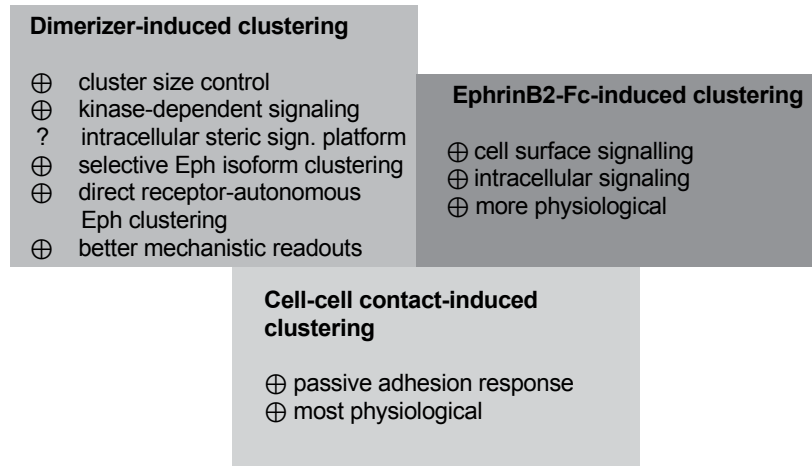 Dimerizer-induced clustering
⊕ cluster size control
⊕ kinase-dependent signaling
? intracellular steric sign. platform
⊕ selective Eph isoform clustering
⊕ direct receptor-autonomous
Eph clustering
⊕ better mechanistic readouts
EphrinB2-Fc-induced clustering
⊕ cell surface signalling
⊕ intracellular signaling
⊕ more physiological
Cell-cell contact-induced
clustering
⊕ passive adhesion response
⊕ most physiological